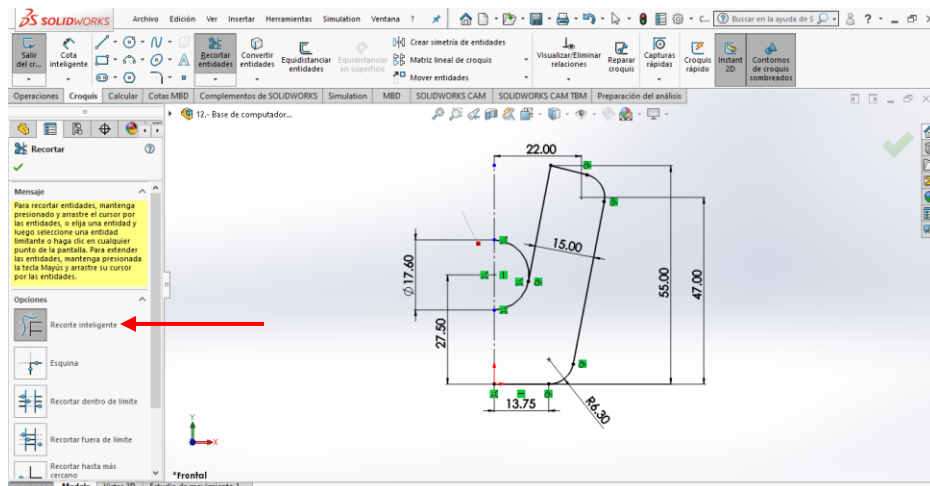 SOLIDWORKS Archivo Edición Ver Insertar Herramientas Simulation Ventana ? C... Buscar en la ayuda de S
Salir del cr...
Cota inteligente
Recortar entidades
Convertir entidades
Equidistanciar entidades
Equidistanciar en superficie
Crear simetría de entidades
Matriz lineal de croquis
Mover entidades
Visualizar/Eliminar relaciones
Reparar croquis
Capturas rápidas
Croquis rápido
Instant 2D
Contornos de croquis sombreados
Operaciones Croquis Calcular Cotas MBD Complementos de SOLIDWORKS Simulation MBD SOLIDWORKS CAM SOLIDWORKS CAM TBM Preparación del análisis
12.- Base de computador...
Recortar
Mensaje
Para recortar entidades, mantenga
presionado y arrastre el cursor por
las entidades, o elija una entidad y
luego seleccione una entidad
limitante o haga clic en cualquier
punto de la pantalla. Para extender
las entidades, mantenga presionada
la tecla Mayús y arrastre su cursor
por las entidades.
Opciones
Recorte inteligente
Esquina
Recortar dentro de límite
Recortar fuera de límite
Recortar hasta más
cercano
22.00
15.00
Ø17.60
27.50
55.00
47.00
13.75
R6.30
Y
X
*Frontal
Modelo Vistas 3D Estudio de movimiento 1